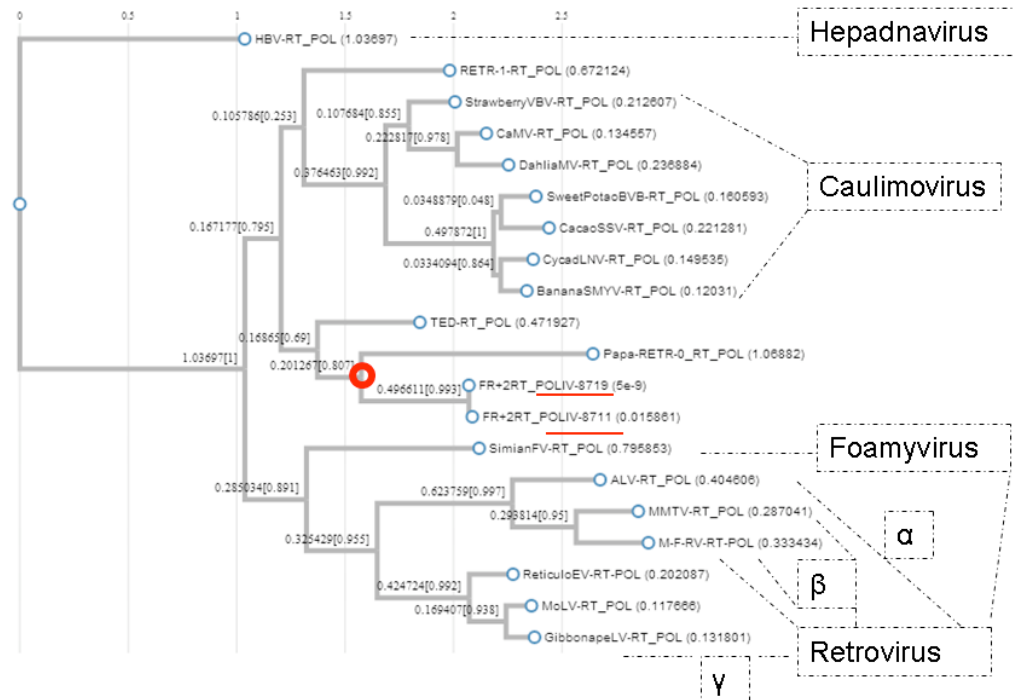 0 1 1.5 2 2.5
HBV-RT_POL (1.03697)
Hepadnavirus
RETR-1-RT_POL (0.672124)
0.105786[0.253]
0.107684[0.855]
StrawberryVBV-RT_POL (0.212607)
0.222817[0.978]
CaMV-RT_POL (0.134557)
DahliaMV-RT_POL (0.236884)
0.376463[0.992]
Caulimovirus
0.0348879[0.048]
SweetPotaoBVB-RT_POL (0.160593)
0.167177[0.795]
0.497872[1]
CacaoSSV-RT_POL (0.221281)
0.0334094[0.864]
CycadLNV-RT_POL (0.149535)
BananaSMYV-RT_POL (0.12031)
TED-RT_POL (0.471927)
0.16865[0.69]
1.03697[1]
0.201267[0.807]
Papa-RETR-0_RT_POL (1.06882)
0.496611[0.993]
FR+2RT_POLIV-8719 (5e-9)
FR+2RT_POLIV-8711 (0.015861)
SimianFV-RT_POL (0.795853)
Foamyvirus
0.285034[0.891]
0.623759[0.997]
ALV-RT_POL (0.404606)
0.293814[0.95]
MMTV-RT_POL (0.287041)
α
0.325429[0.955]
M-F-RV-RT-POL (0.333434)
β
0.424724[0.992]
ReticuloEV-RT-POL (0.202087)
0.169407[0.938]
MoLV-RT_POL (0.117666)
GibbonapeLV-RT_POL (0.131801)
Retrovirus
γ